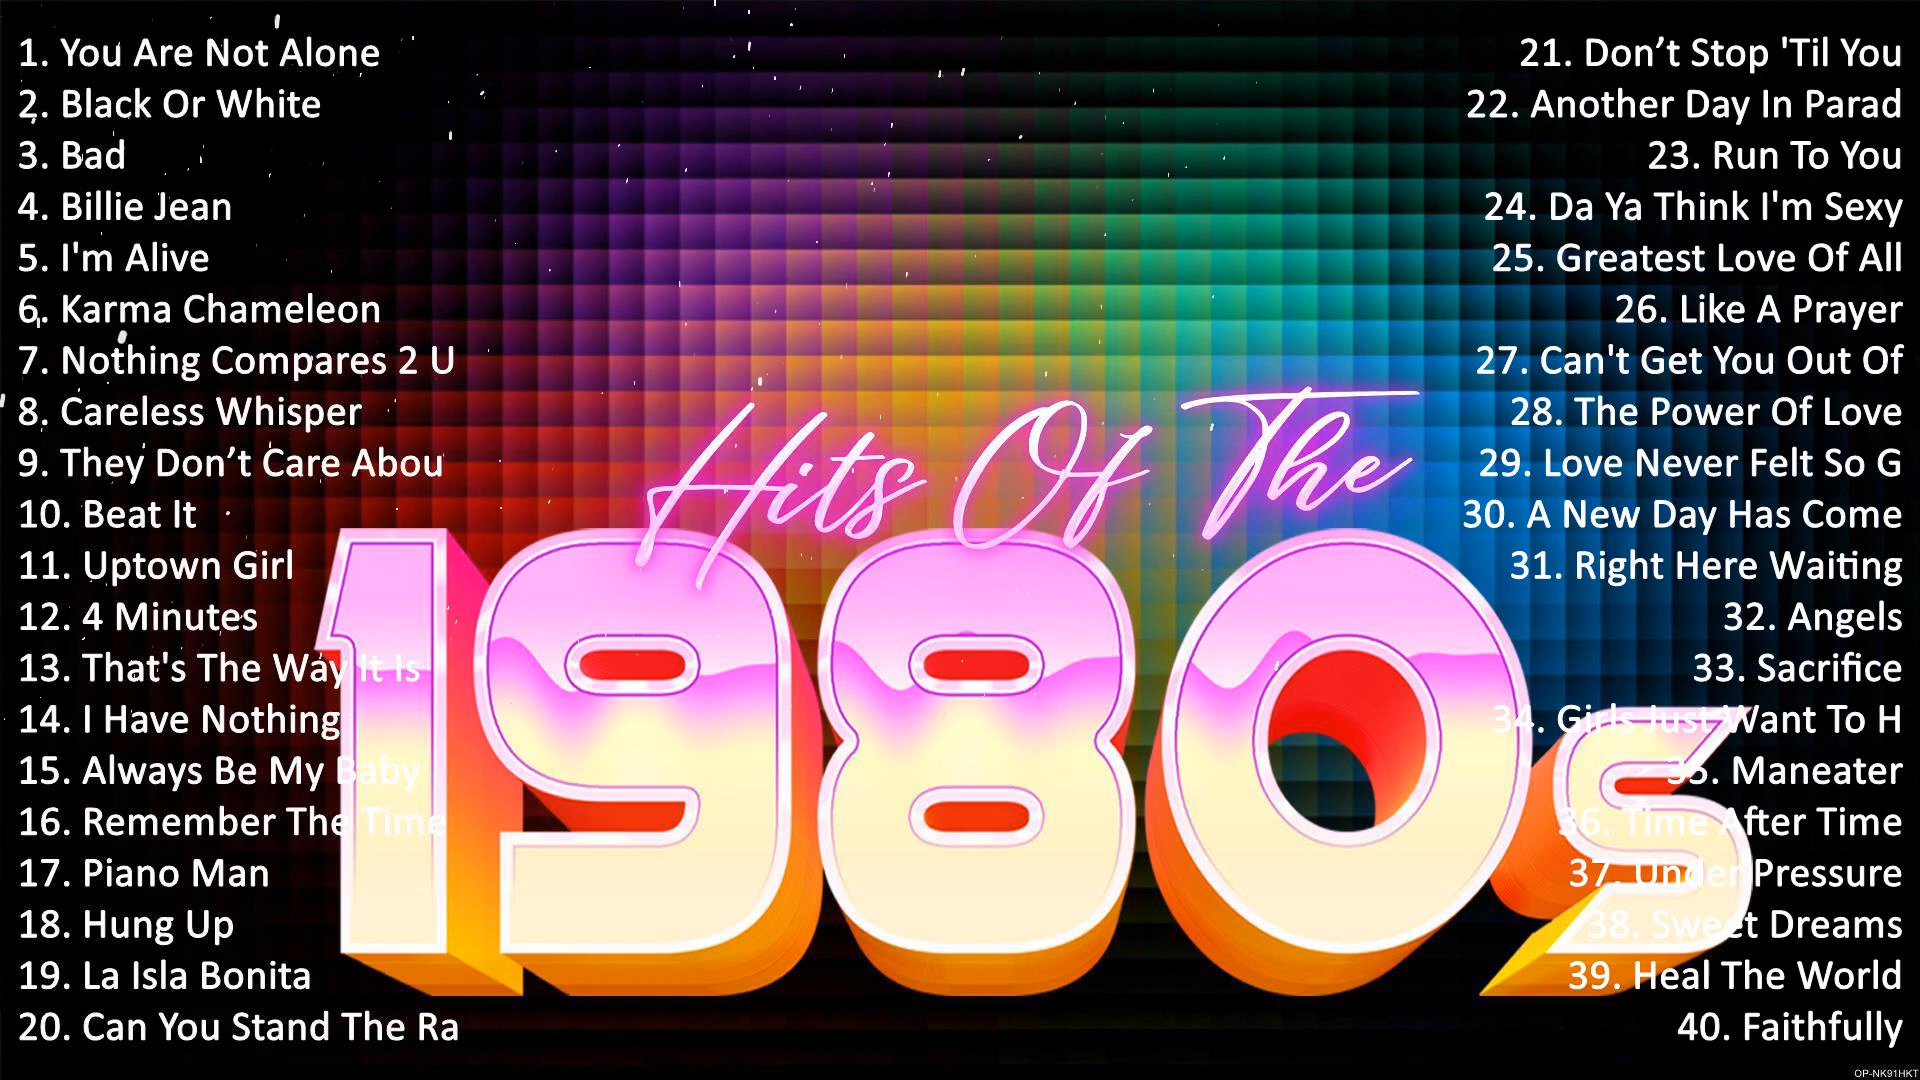 1. You Are Not Alone
2. Black Or White
3. Bad
4. Billie Jean
5. I'm Alive
6. Karma Chameleon
7. Nothing Compares 2 U
8. Careless Whisper
9. They Don’t Care Abou
10. Beat It
11. Uptown Girl
12. 4 Minutes
13. That's The Way It Is
14. I Have Nothing
15. Always Be My Baby
16. Remember The Time
17. Piano Man
18. Hung Up
19. La Isla Bonita
20. Can You Stand The Ra
Hits Of The
1980s
21. Don’t Stop 'Til You
22. Another Day In Parad
23. Run To You
24. Da Ya Think I'm Sexy
25. Greatest Love Of All
26. Like A Prayer
27. Can't Get You Out Of
28. The Power Of Love
29. Love Never Felt So G
30. A New Day Has Come
31. Right Here Waiting
32. Angels
33. Sacrifice
34. Girls Just Want To H
35. Maneater
36. Time After Time
37. Under Pressure
38. Sweet Dreams
39. Heal The World
40. Faithfully
OP-NK91HKT